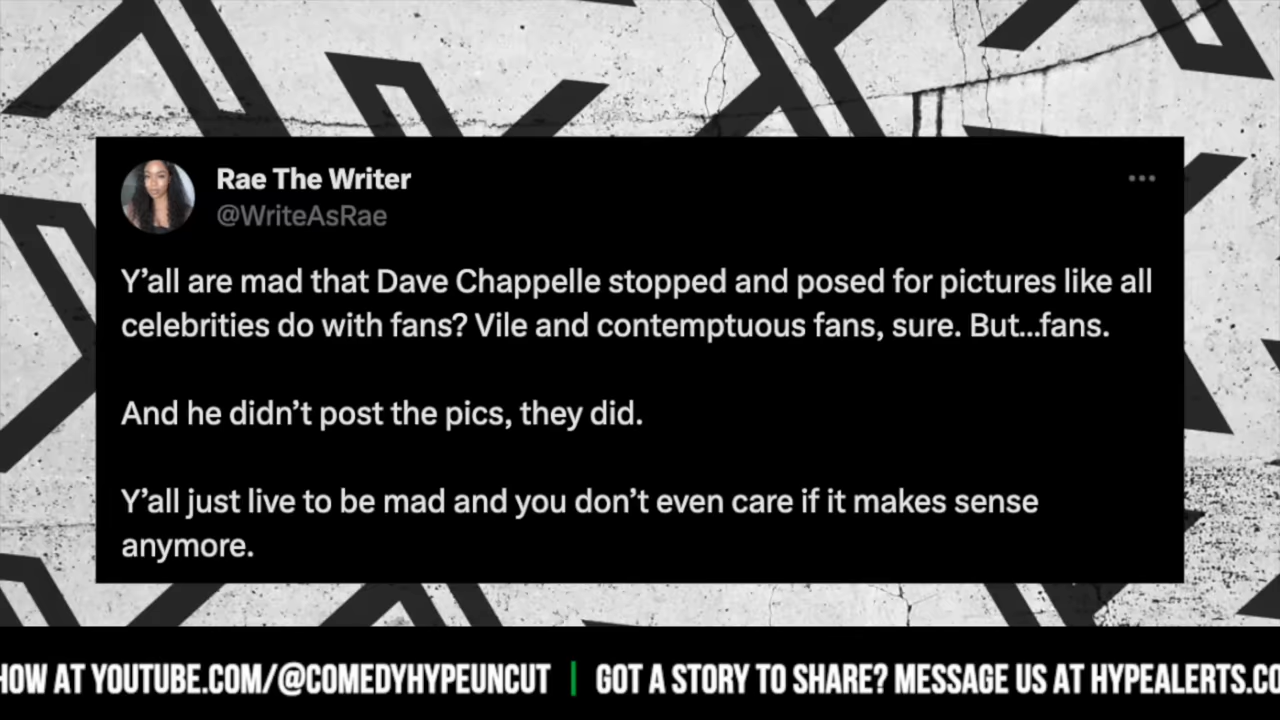 Rae The Writer
@WriteAsRae
Y’all are mad that Dave Chappelle stopped and posed for pictures like all
celebrities do with fans? Vile and contemptuous fans, sure. But...fans.
And he didn’t post the pics, they did.
Y’all just live to be mad and you don’t even care if it makes sense
anymore.
HOW AT YOUTUBE.COM/@COMEDYHYPEUNCUT | GOT A STORY TO SHARE? MESSAGE US AT HYPEALERTS.CO